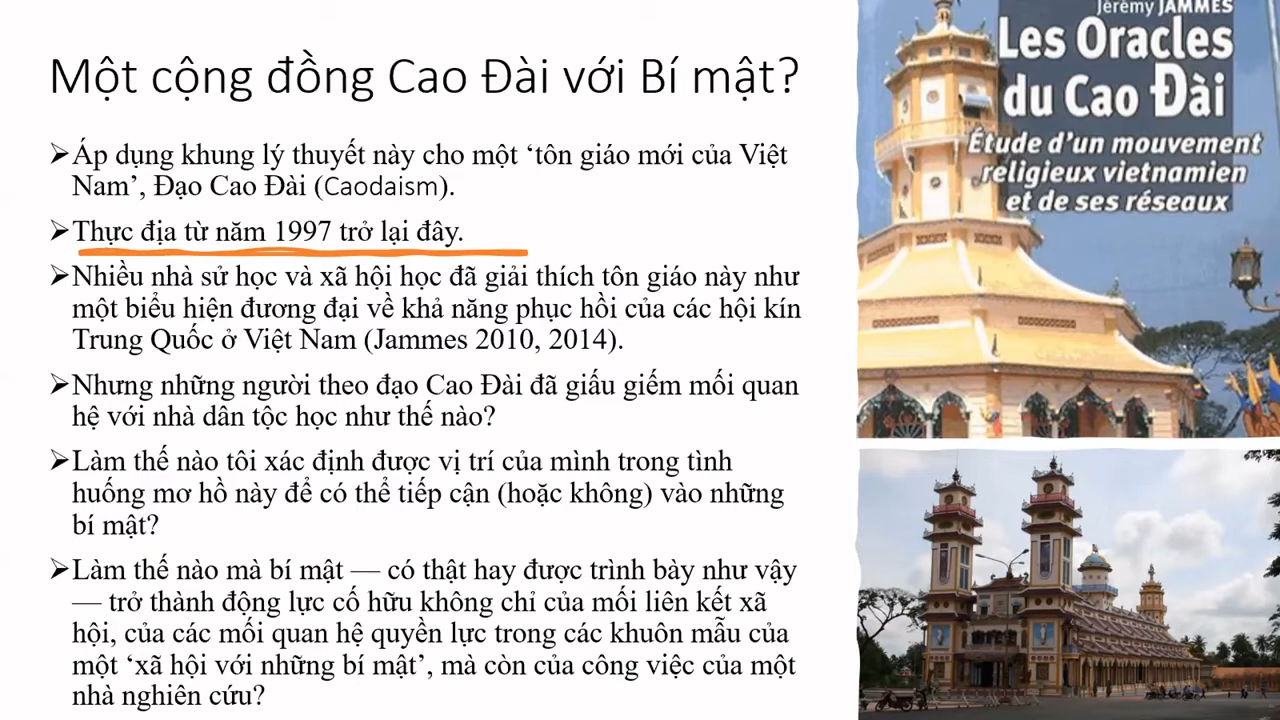 Một cộng đồng Cao Đài với Bí mật?
➢Áp dụng khung lý thuyết này cho một ‘tôn giáo mới của Việt
Nam’, Đạo Cao Đài (Caodaism).
➢Thực địa từ năm 1997 trở lại đây.
➢Nhiều nhà sử học và xã hội học đã giải thích tôn giáo này như
một biểu hiện đương đại về khả năng phục hồi của các hội kín
Trung Quốc ở Việt Nam (Jammes 2010, 2014).
➢Nhưng những người theo đạo Cao Đài đã giấu giếm mối quan
hệ với nhà dân tộc học như thế nào?
➢Làm thế nào tôi xác định được vị trí của mình trong tình
huống mơ hồ này để có thể tiếp cận (hoặc không) vào những
bí mật?
➢Làm thế nào mà bí mật — có thật hay được trình bày như vậy
— trở thành động lực cố hữu không chỉ của mối liên kết xã
hội, của các mối quan hệ quyền lực trong các khuôn mẫu của
một ‘xã hội với những bí mật’, mà còn của công việc của một
nhà nghiên cứu?
Jérémy JAMMES
Les Oracles
du Cao Đài
Étude d’un mouvement
religieux vietnamien
et de ses réseaux